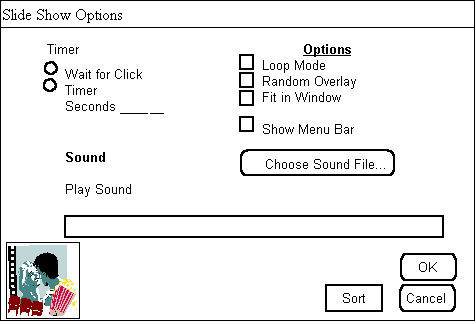 Slide Show Options
Timer
Wait for Click
Timer
Seconds ______
Options
Loop Mode
Random Overlay
Fit in Window
Show Menu Bar
Sound
Choose Sound File...
Play Sound
OK
Sort
Cancel